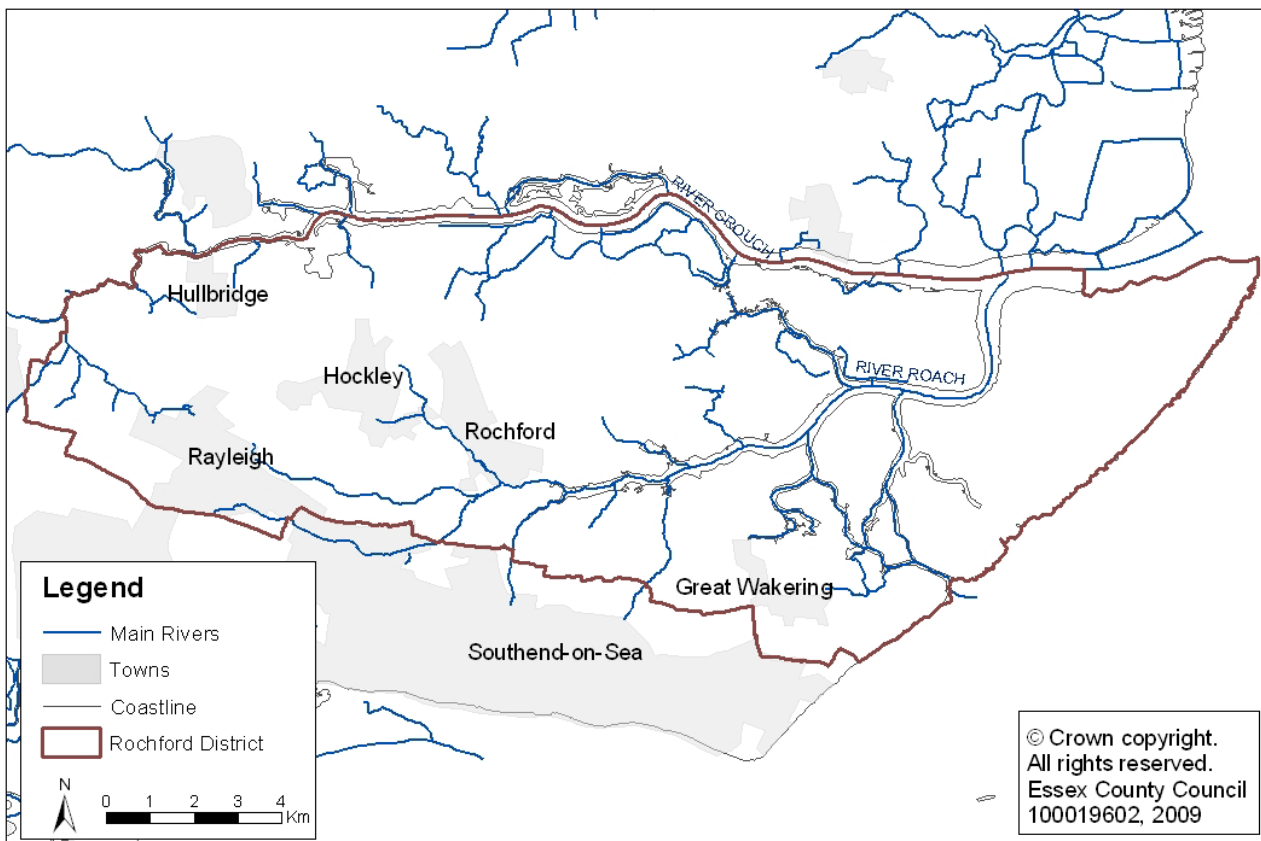 RIVER CROUCH
Hullbridge
Hockley
RIVER ROACH
Rochford
Rayleigh
Great Wakering
Southend-on-Sea
Legend
Main Rivers
Towns
Coastline
Rochford District
N
0 1 2 3 4
Km
© Crown copyright.
All rights reserved.
Essex County Council
100019602, 2009